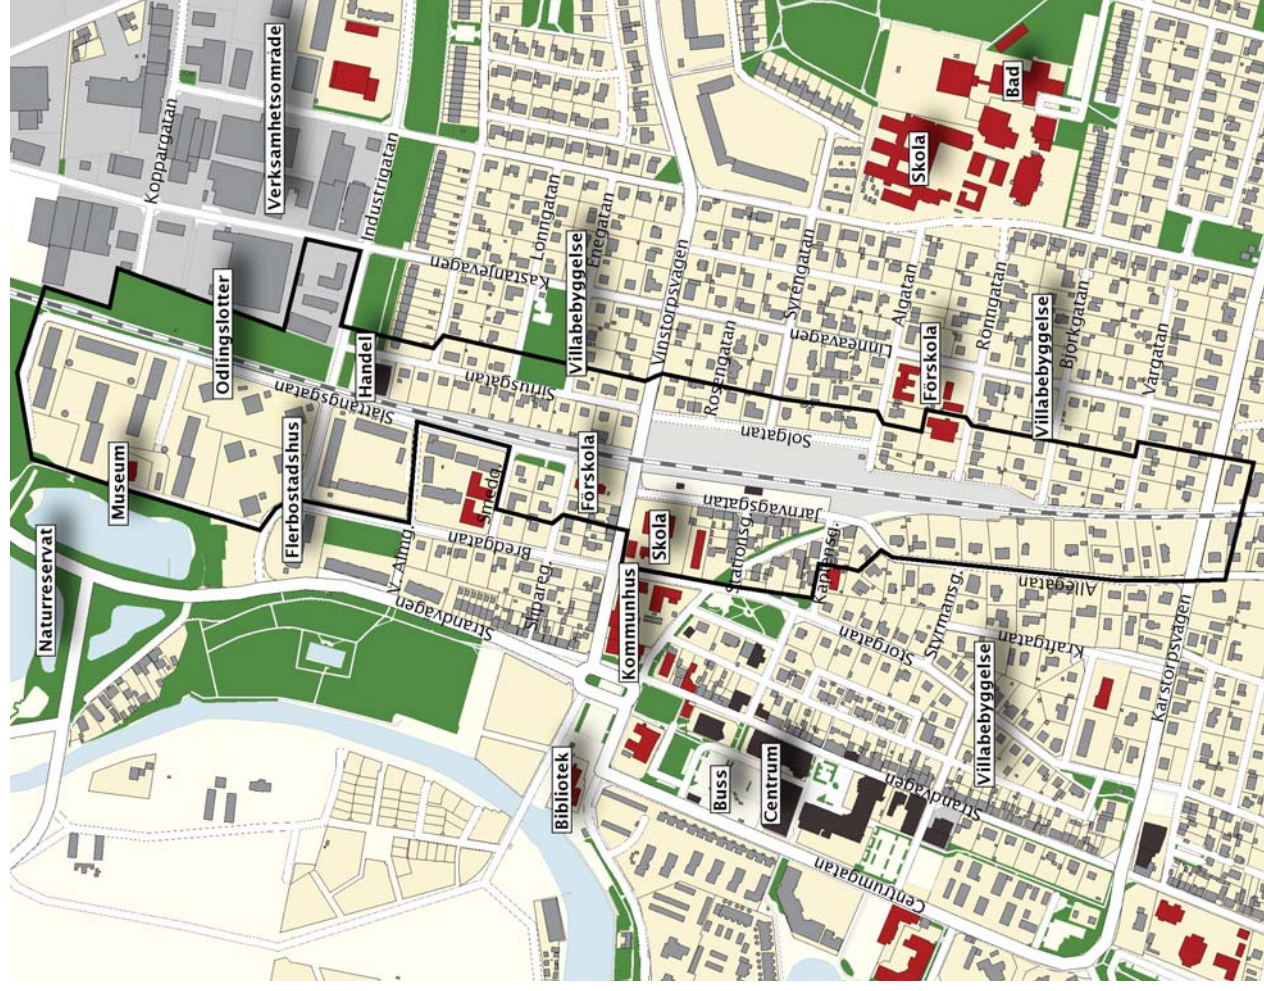 Koppargatan
Verksamhetsområde
Industrigatan
Bad
Skola
Odlingslotter
Lönngatan
Kastanjevägen
Enegatan
Villabebyggelse
Vinstorpsvägen
Syrengatan
Linneavägen
Algatan
Rönngatan
Björkgatan
Villabebyggelse
Vårgatan
Förskola
Rosengatan
Handel
Siriusgatan
Slättängsgatan
Solgatan
Museum
Flerbostadshus
Smedg.
Förskola
Järnvägsgatan
Naturreservat
V. Almg.
Bredgatan
Skola
Stationsg.
Kaptensg.
Allégatan
Slipareg.
Strandvägen
Kommunhus
Storgatan
Styrmansg.
Kraftgatan
Karstorpsvägen
Villabebyggelse
Bibliotek
Buss
Centrum
Strandvägen
Centrumgatan